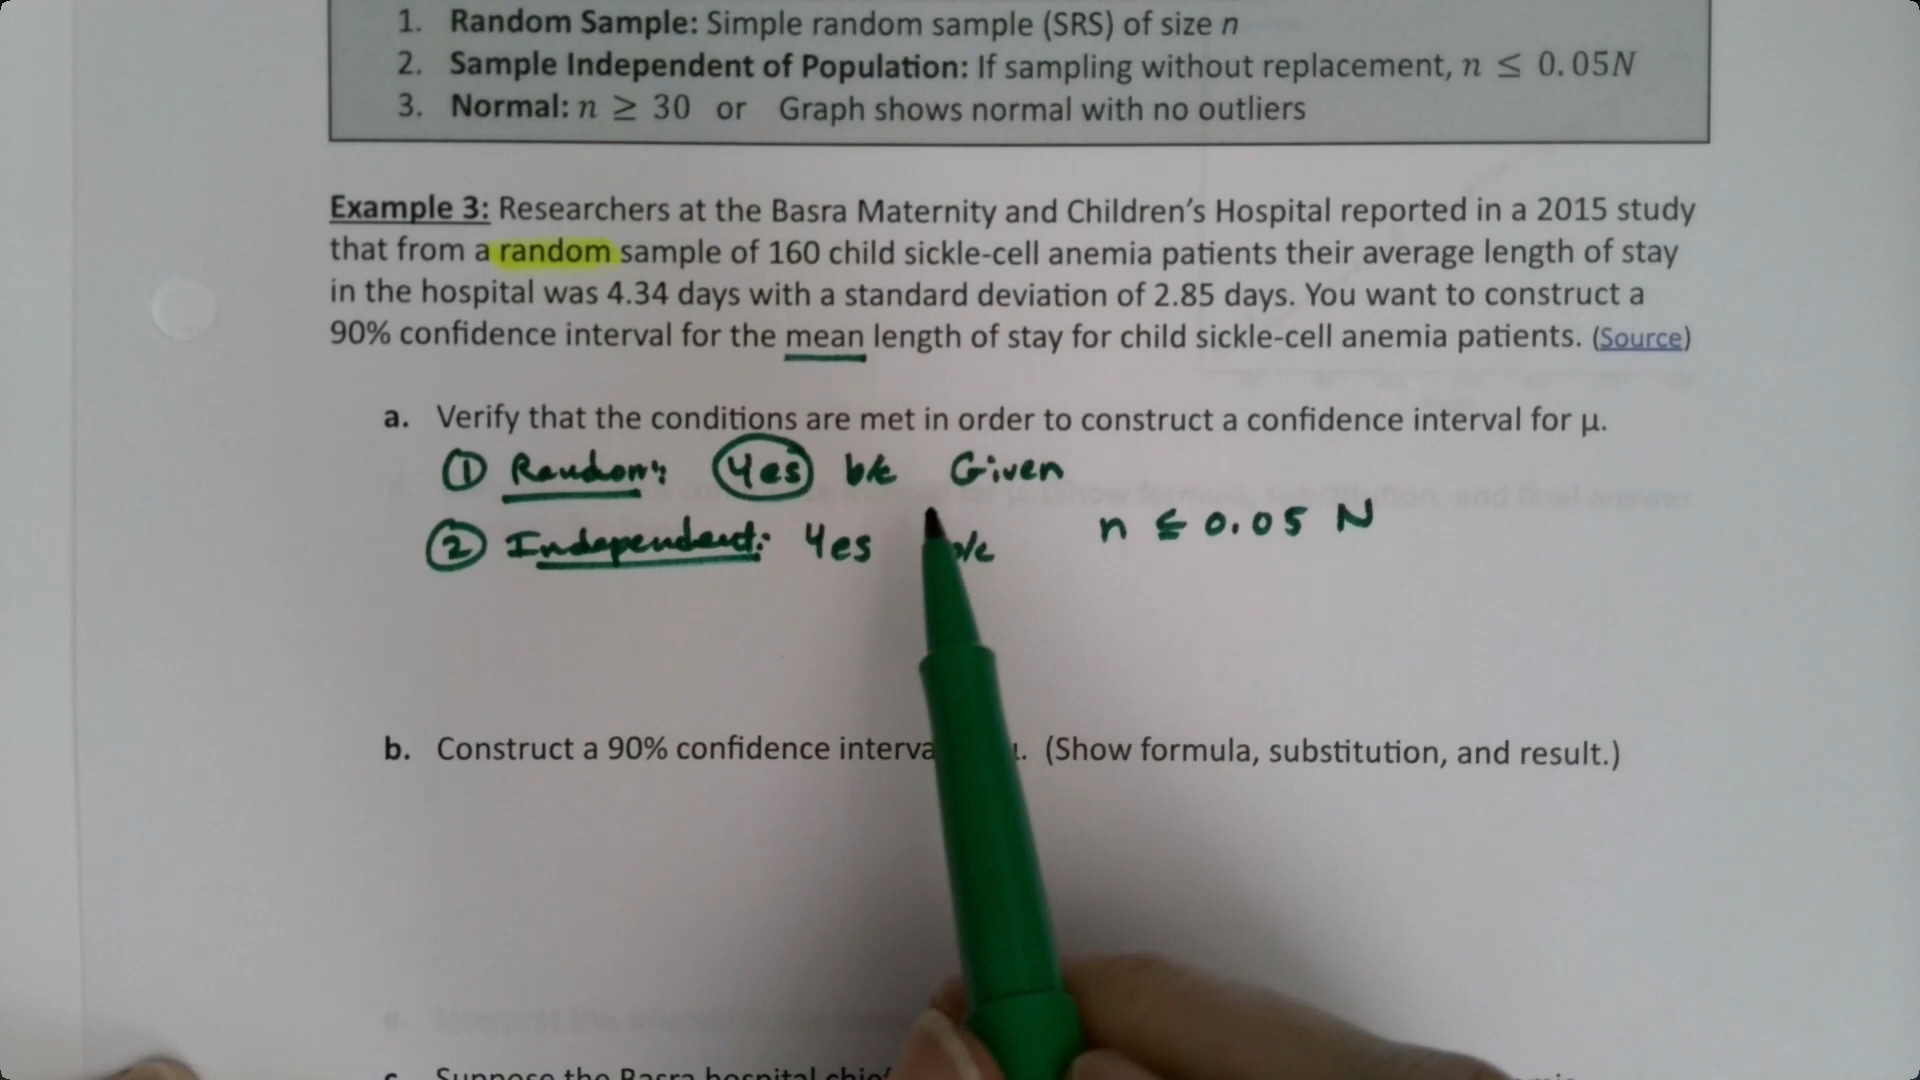 1. Random Sample: Simple random sample (SRS) of size n
2. Sample Independent of Population: If sampling without replacement, n ≤ 0.05N
3. Normal: n ≥ 30 or Graph shows normal with no outliers
Example 3: Researchers at the Basra Maternity and Children's Hospital reported in a 2015 study
that from a random sample of 160 child sickle-cell anemia patients their average length of stay
in the hospital was 4.34 days with a standard deviation of 2.85 days. You want to construct a
90% confidence interval for the mean length of stay for child sickle-cell anemia patients. (Source)
a. Verify that the conditions are met in order to construct a confidence interval for μ.
① Random: Yes b/c Given
② Independent: Yes b/c n ≤ 0.05 N
b. Construct a 90% confidence interva . (Show formula, substitution, and result.)
c. Suppose the Basra hospital chief